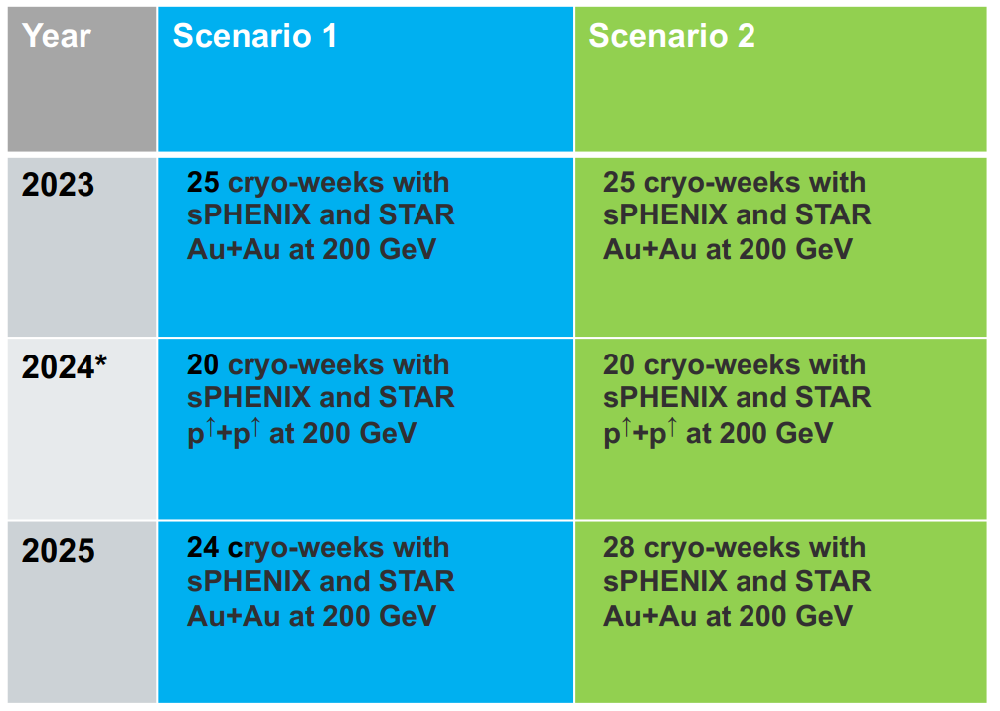 Year
Scenario 1
Scenario 2
2023
25 cryo-weeks with
sPHENIX and STAR
Au+Au at 200 GeV
25 cryo-weeks with
sPHENIX and STAR
Au+Au at 200 GeV
2024*
20 cryo-weeks with
sPHENIX and STAR
p↑+p↑ at 200 GeV
20 cryo-weeks with
sPHENIX and STAR
p↑+p↑ at 200 GeV
2025
24 cryo-weeks with
sPHENIX and STAR
Au+Au at 200 GeV
28 cryo-weeks with
sPHENIX and STAR
Au+Au at 200 GeV